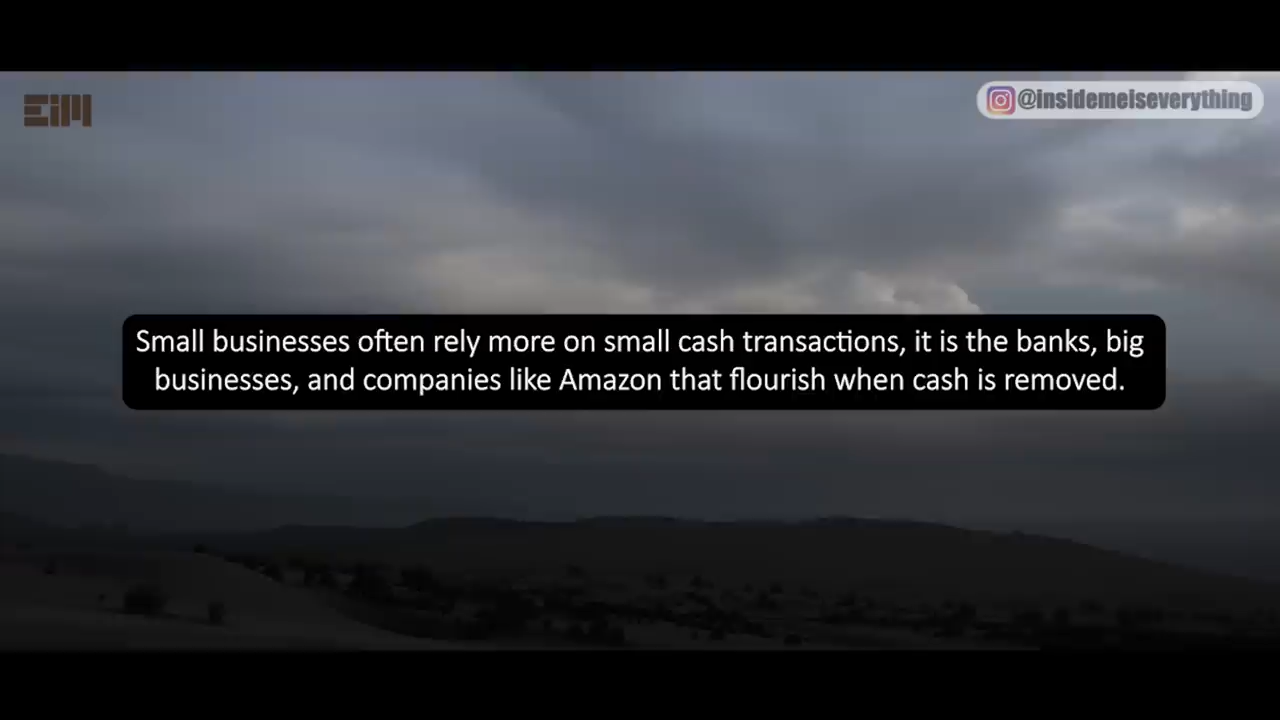 EiM
@insidemeiseverything
Small businesses often rely more on small cash transactions, it is the banks, big
businesses, and companies like Amazon that flourish when cash is removed.